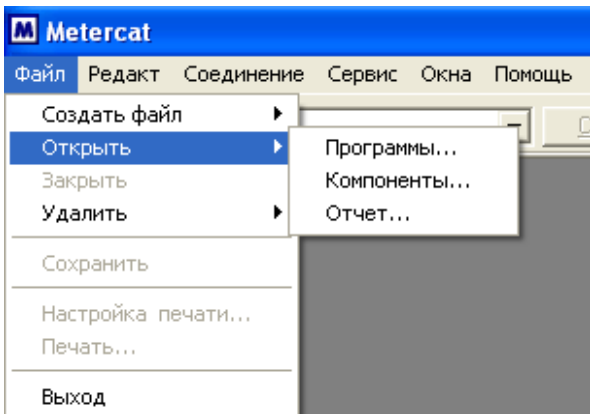 Metercat
Файл Редакт Соединение Сервис Окна Помощь
Создать файл
Открыть
Программы...
Закрыть
Компоненты...
Удалить
Отчет...
Сохранить
Настройка печати...
Печать...
Выход